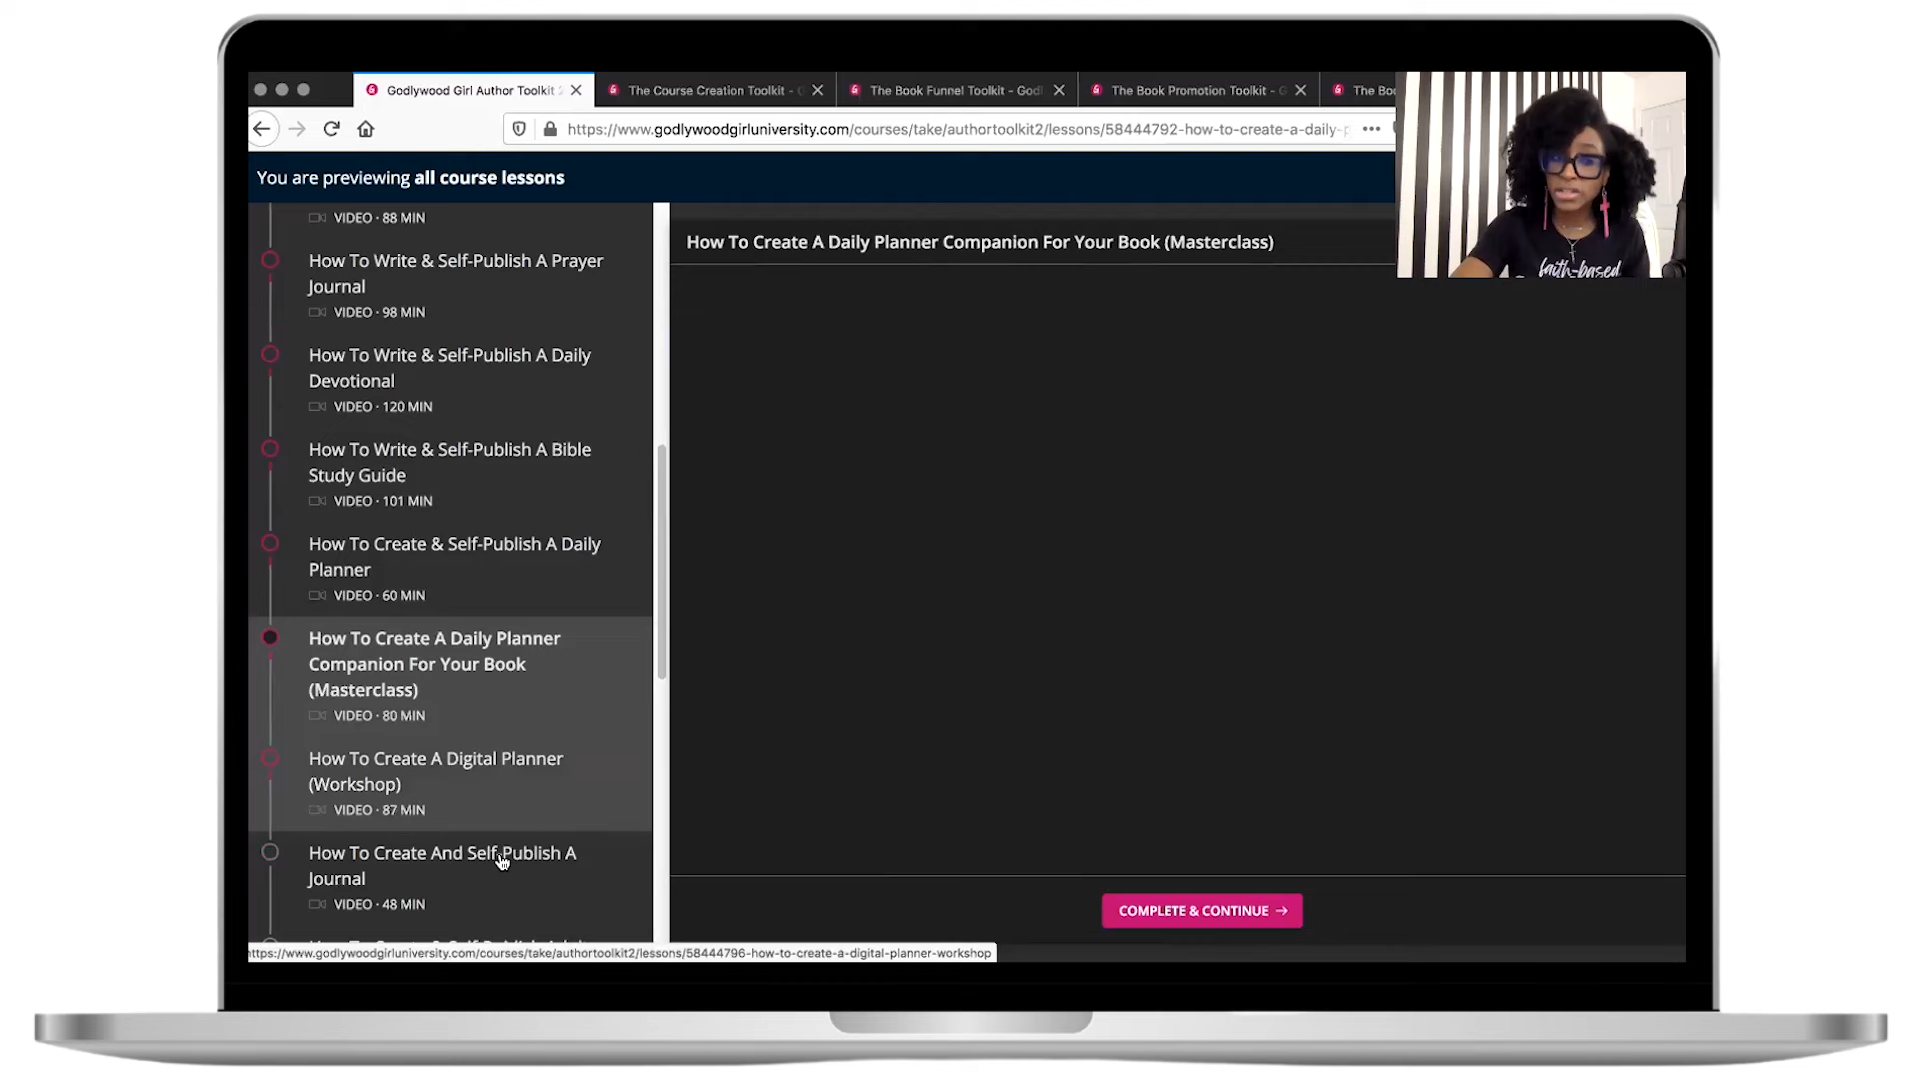 Godlywood Girl Author Toolkit 2
The Course Creation Toolkit -
The Book Funnel Toolkit - God
The Book Promotion Toolkit - G
The Bo
https://www.godlywoodgirluniversity.com/courses/take/authortoolkit2/lessons/58444792-how-to-create-a-daily-p
You are previewing all course lessons
VIDEO · 88 MIN
How To Write & Self-Publish A Prayer
Journal
VIDEO · 98 MIN
How To Write & Self-Publish A Daily
Devotional
VIDEO · 120 MIN
How To Write & Self-Publish A Bible
Study Guide
VIDEO · 101 MIN
How To Create & Self-Publish A Daily
Planner
VIDEO · 60 MIN
How To Create A Daily Planner
Companion For Your Book
(Masterclass)
VIDEO · 80 MIN
How To Create A Digital Planner
(Workshop)
VIDEO · 87 MIN
How To Create And Self-Publish A
Journal
VIDEO · 48 MIN
https://www.godlywoodgirluniversity.com/courses/take/authortoolkit2/lessons/58444796-how-to-create-a-digital-planner-workshop
How To Create A Daily Planner Companion For Your Book (Masterclass)
COMPLETE & CONTINUE →
faith-based